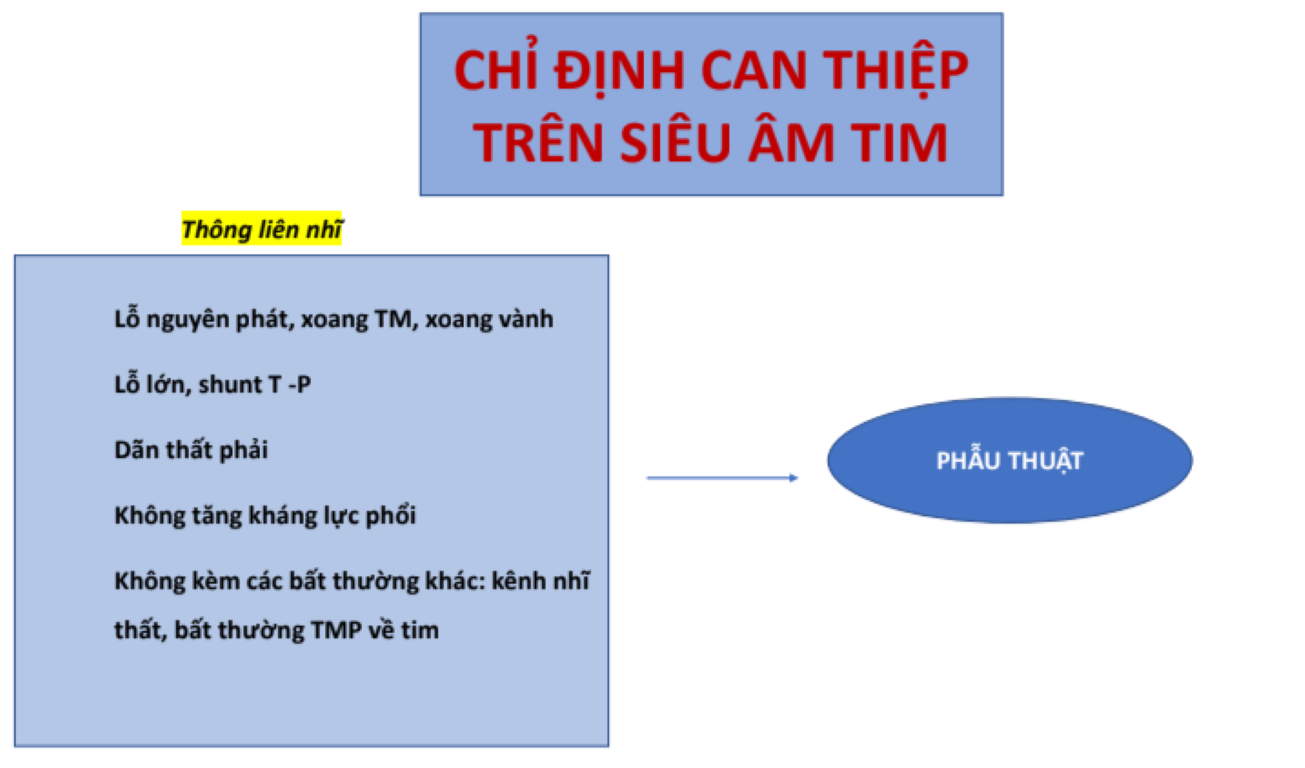 CHỈ ĐỊNH CAN THIỆP
TRÊN SIÊU ÂM TIM
Thông liên nhĩ
Lỗ nguyên phát, xoang TM, xoang vành
Lỗ lớn, shunt T -P
Dãn thất phải
Không tăng kháng lực phổi
Không kèm các bất thường khác: kênh nhĩ
thất, bất thường TMP về tim
PHẪU THUẬT